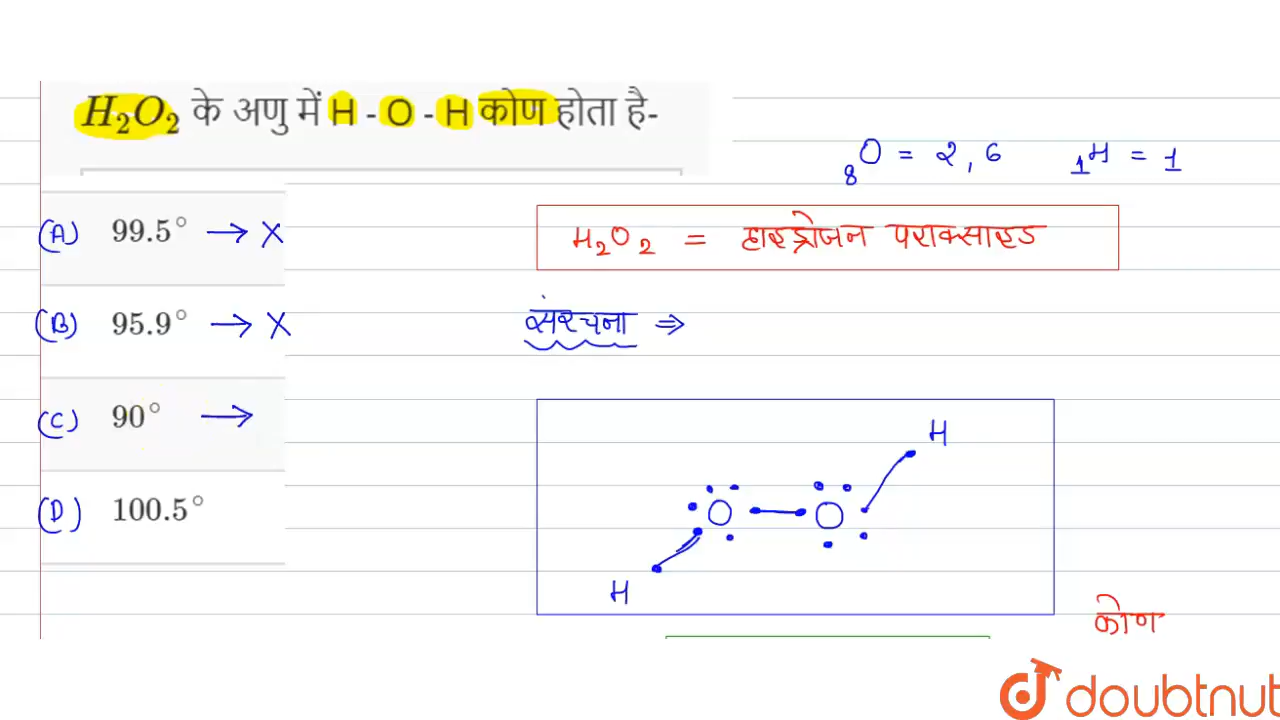 H₂O₂ के अणु में H - O - H कोण होता है-
₈O = 2, 6 ₁H = 1
(A) 99.5° → X
H₂O₂ = हाइड्रोजन पराक्साइड
(B) 95.9° → X
संरचना ⇒
(C) 90° →
H
(D) 100.5°
O O
H
कोण
doubtnut